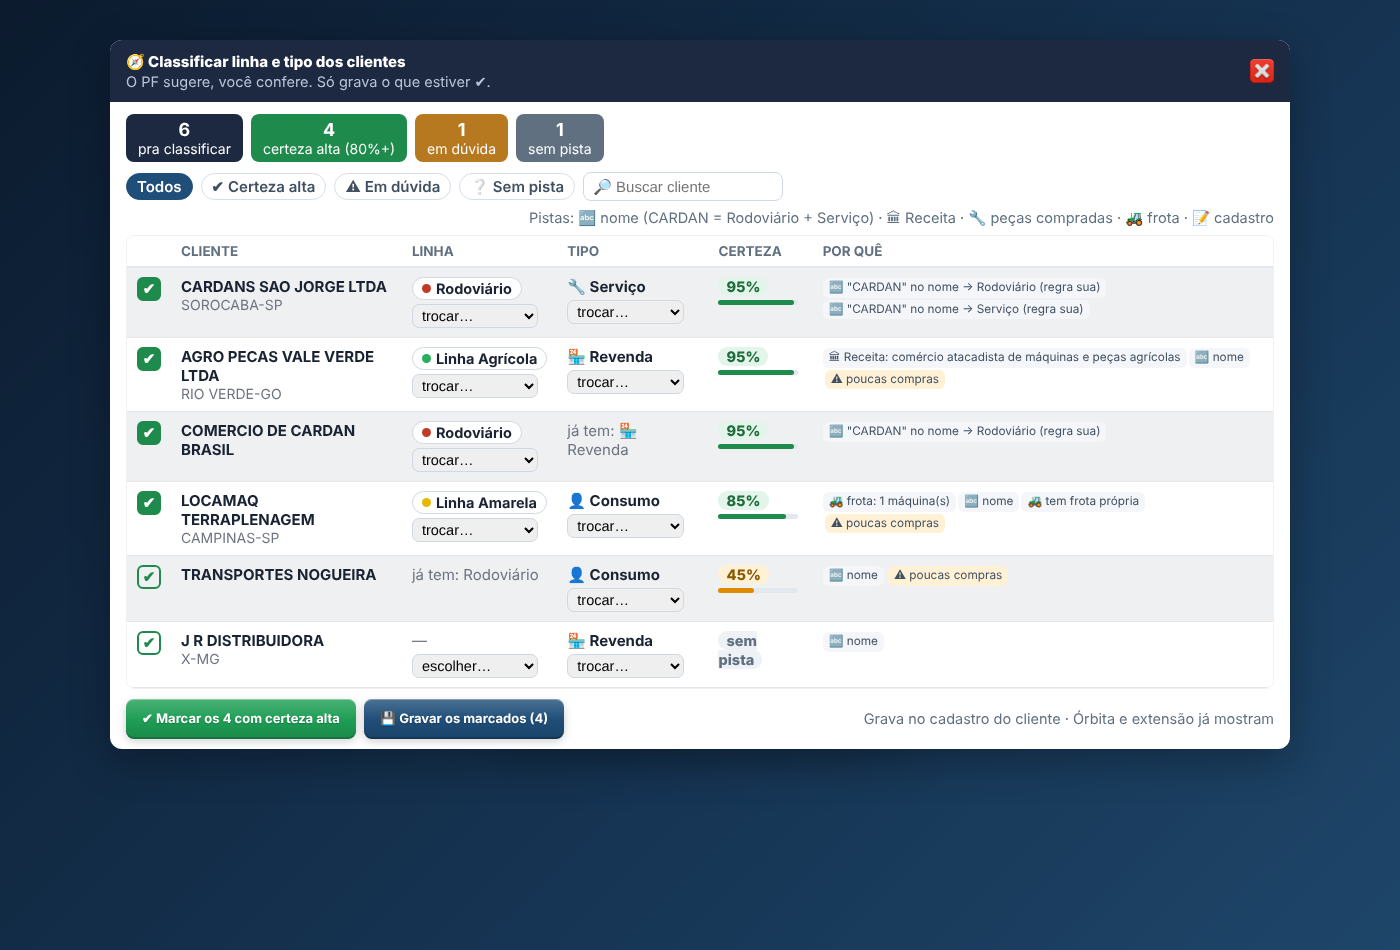 🧭 Classificar linha e tipo dos clientes
O PF sugere, você confere. Só grava o que estiver ✔.
6
pra classificar
4
certeza alta (80%+)
1
em dúvida
1
sem pista
Todos
✔ Certeza alta
⚠ Em dúvida
❔ Sem pista
🔎 Buscar cliente
Pistas: 🔤 nome (CARDAN = Rodoviário + Serviço) · 🏛 Receita · 🔧 peças compradas · 🚜 frota · 📝 cadastro
CLIENTE LINHA TIPO CERTEZA POR QUÊ
CARDANS SAO JORGE LTDA
SOROCABA-SP
Rodoviário
trocar…
🔧 Serviço
trocar…
95%
🔤 "CARDAN" no nome → Rodoviário (regra sua)
🔤 "CARDAN" no nome → Serviço (regra sua)
AGRO PECAS VALE VERDE
LTDA
RIO VERDE-GO
Linha Agrícola
trocar…
🏪 Revenda
trocar…
95%
🏛 Receita: comércio atacadista de máquinas e peças agrícolas 🔤 nome
⚠ poucas compras
COMERCIO DE CARDAN
BRASIL
Rodoviário
trocar…
já tem: 🏪
Revenda
95%
🔤 "CARDAN" no nome → Rodoviário (regra sua)
LOCAMAQ
TERRAPLENAGEM
CAMPINAS-SP
Linha Amarela
trocar…
👤 Consumo
trocar…
85%
🚜 frota: 1 máquina(s) 🔤 nome 🚜 tem frota própria
⚠ poucas compras
TRANSPORTES NOGUEIRA
já tem: Rodoviário
👤 Consumo
trocar…
45%
🔤 nome ⚠ poucas compras
J R DISTRIBUIDORA
X-MG
—
escolher…
🏪 Revenda
trocar…
sem
pista
🔤 nome
✔ Marcar os 4 com certeza alta
💾 Gravar os marcados (4)
Grava no cadastro do cliente · Órbita e extensão já mostram